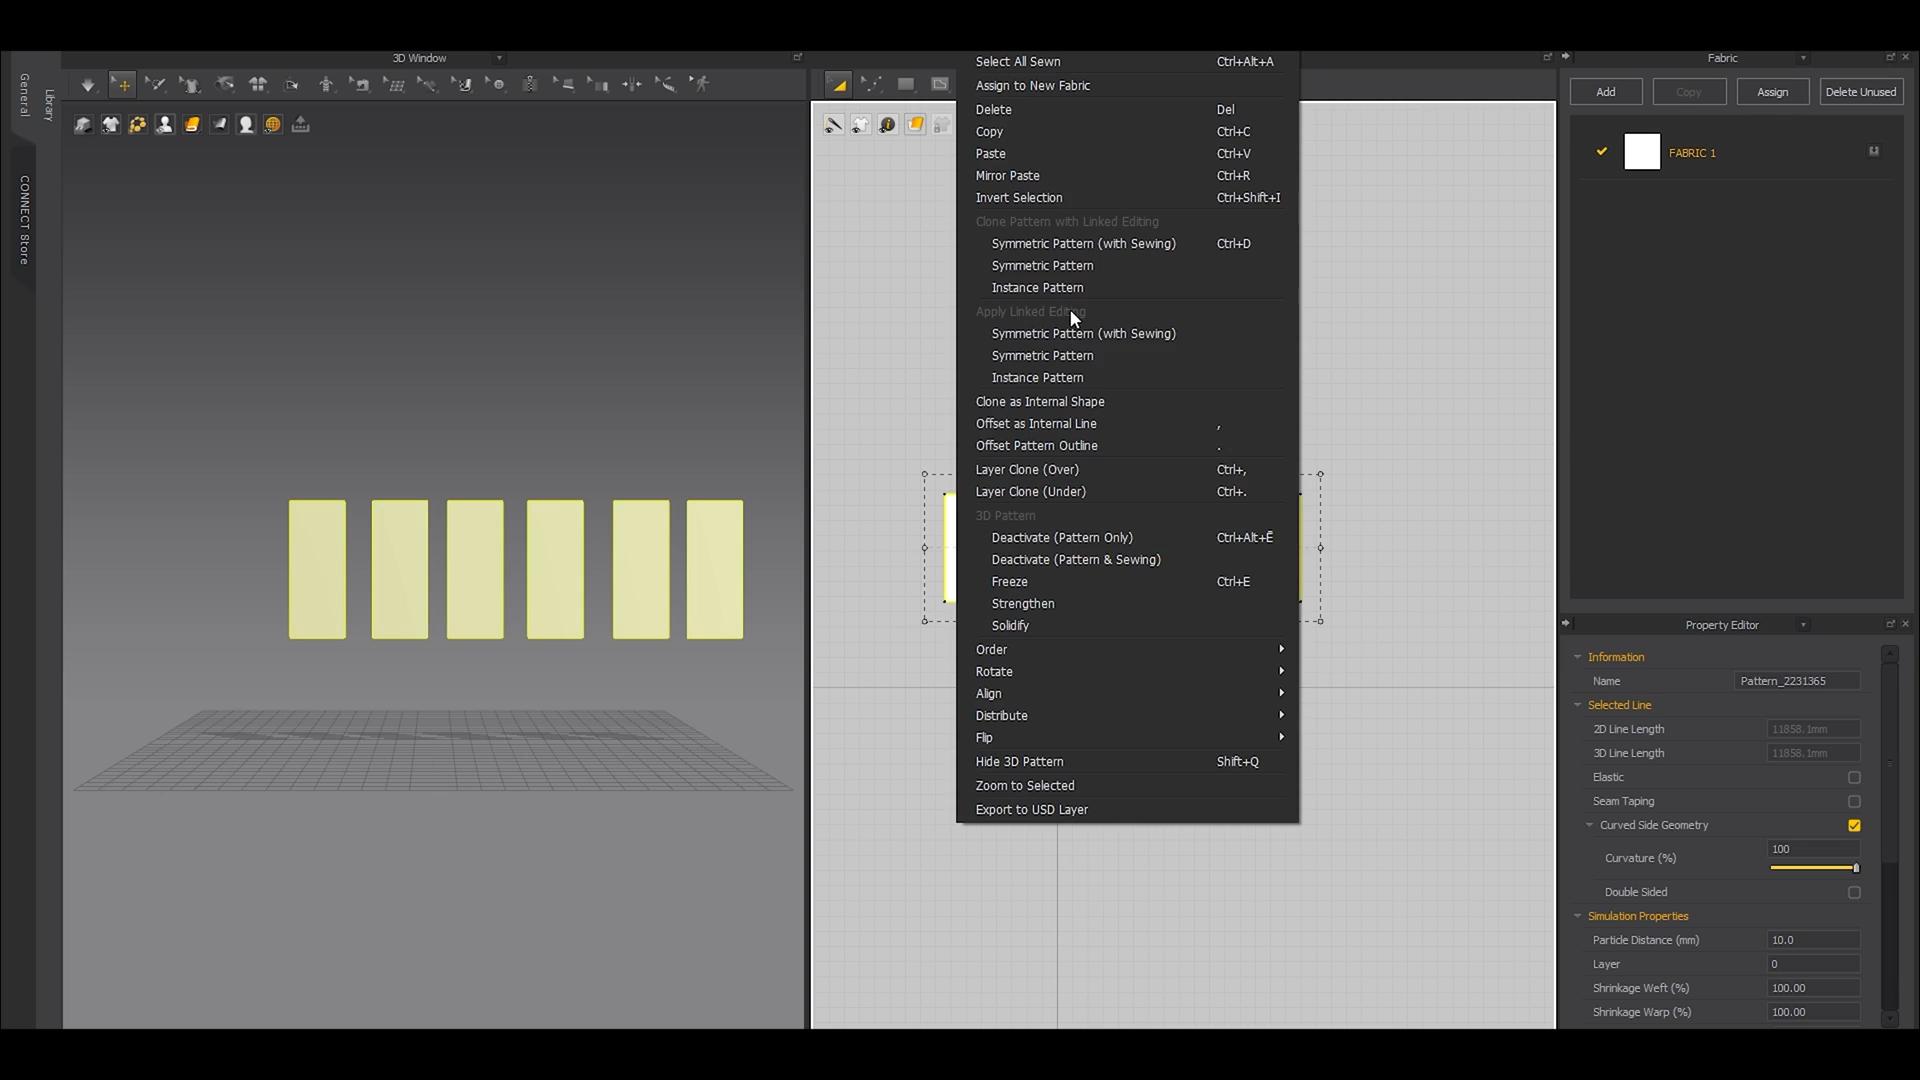 3D Window
General
Library
CONNECT Store
Select All Sewn Ctrl+Alt+A
Assign to New Fabric
Delete Del
Copy Ctrl+C
Paste Ctrl+V
Mirror Paste Ctrl+R
Invert Selection Ctrl+Shift+I
Clone Pattern with Linked Editing
Symmetric Pattern (with Sewing) Ctrl+D
Symmetric Pattern
Instance Pattern
Apply Linked Editing
Symmetric Pattern (with Sewing)
Symmetric Pattern
Instance Pattern
Clone as Internal Shape
Offset as Internal Line ,
Offset Pattern Outline .
Layer Clone (Over) Ctrl+,
Layer Clone (Under) Ctrl+.
3D Pattern
Deactivate (Pattern Only) Ctrl+Alt+Ē
Deactivate (Pattern & Sewing)
Freeze Ctrl+E
Strengthen
Solidify
Order
Rotate
Align
Distribute
Flip
Hide 3D Pattern Shift+Q
Zoom to Selected
Export to USD Layer
Fabric
Add Copy Assign Delete Unused
FABRIC 1
Property Editor
Information
Name Pattern_2231365
Selected Line
2D Line Length 11858.1mm
3D Line Length 11858.1mm
Elastic
Seam Taping
Curved Side Geometry
Curvature (%) 100
Double Sided
Simulation Properties
Particle Distance (mm) 10.0
Layer 0
Shrinkage Weft (%) 100.00
Shrinkage Warp (%) 100.00